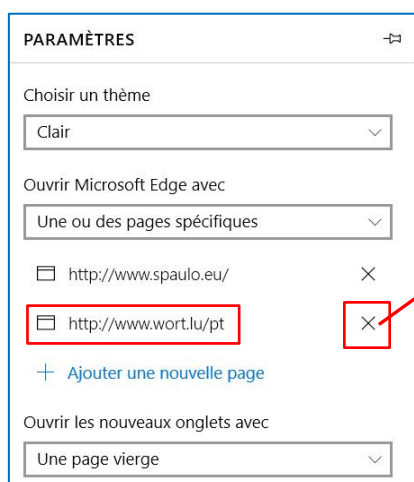 PARAMÈTRES
Choisir un thème
Clair
Ouvrir Microsoft Edge avec
Une ou des pages spécifiques
http://www.spaulo.eu/
http://www.wort.lu/pt
Ajouter une nouvelle page
Ouvrir les nouveaux onglets avec
Une page vierge